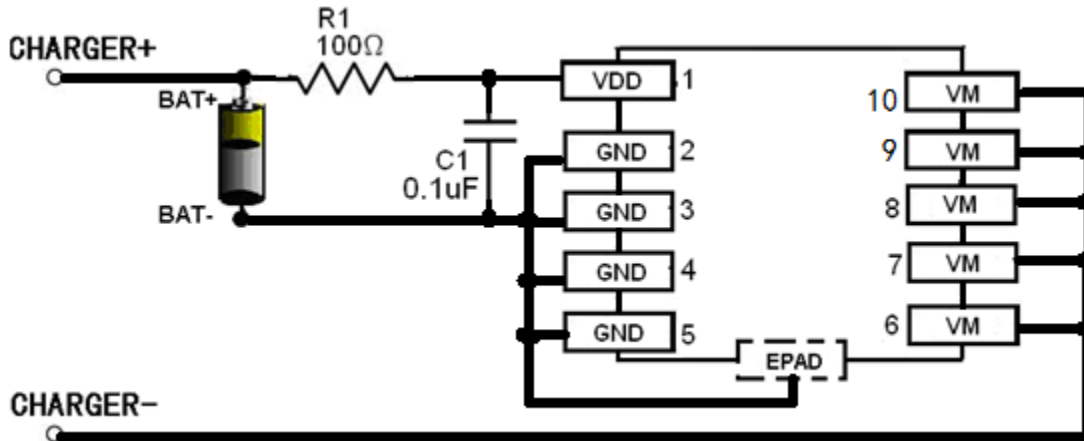 R1
100Ω
CHARGER+
BAT+
VDD
1
10
VM
GND
2
9
VM
C1
0.1uF
GND
3
8
VM
BAT-
GND
4
7
VM
GND
5
6
VM
EPAD
CHARGER-